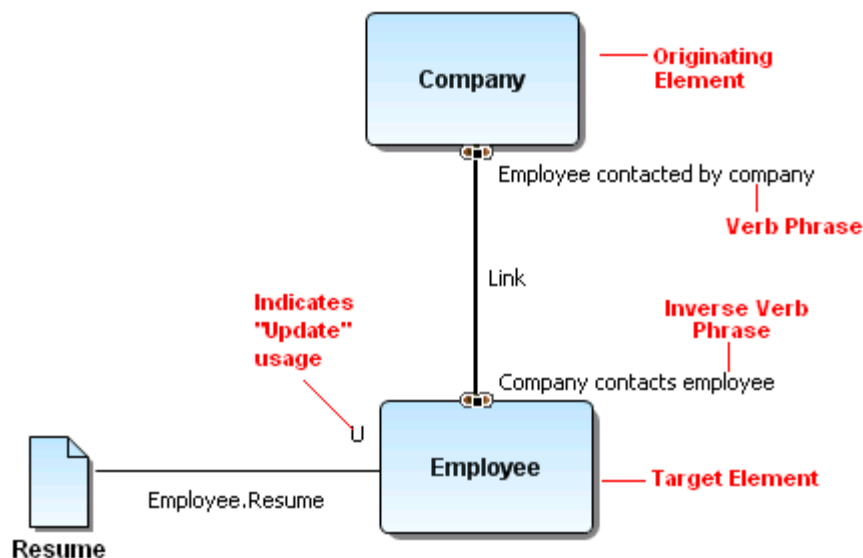 Company
Originating
Element
Employee contacted by company
Verb Phrase
Link
Indicates
"Update"
usage
Inverse Verb
Phrase
Company contacts employee
U
Employee
Target Element
Employee.Resume
Resume